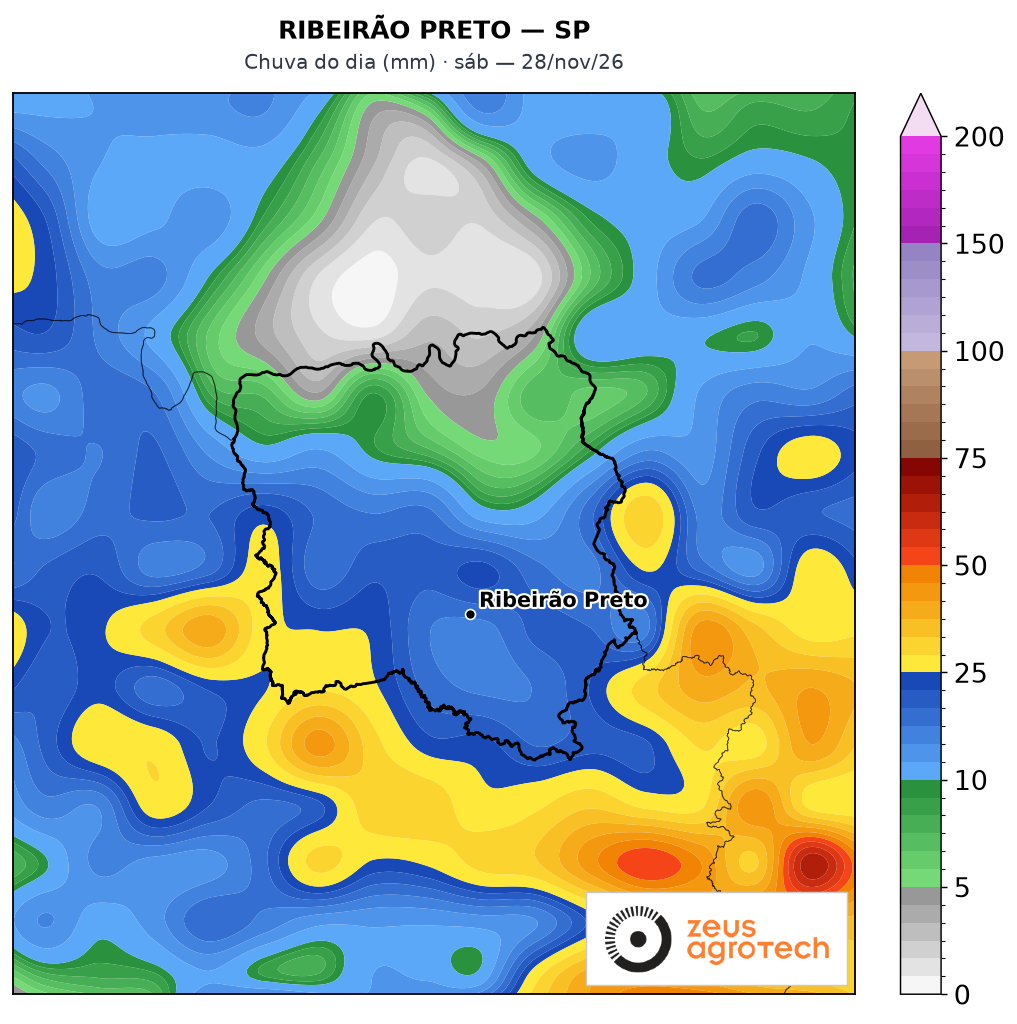 RIBEIRÃO PRETO — SP
Chuva do dia (mm) · sáb — 28/nov/26
200
150
100
75
50
25
10
5
0
Ribeirão Preto
zeus
agrotech